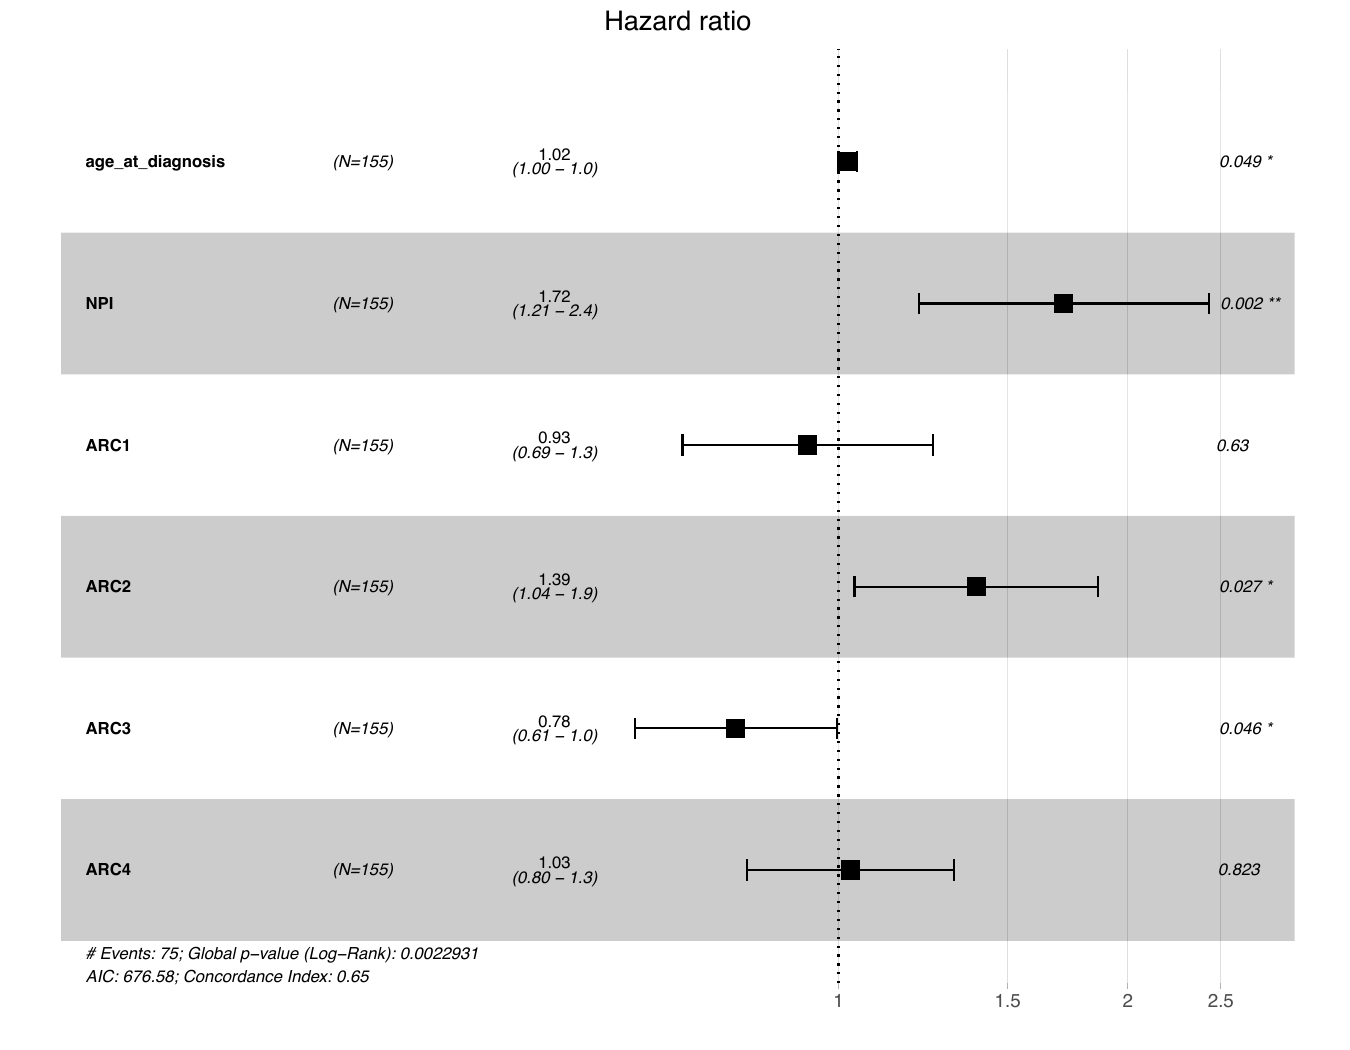 Hazard ratio
age_at_diagnosis (N=155) 1.02 0.049 *
(1.00 – 1.0)
NPI (N=155) 1.72 0.002 **
(1.21 – 2.4)
ARC1 (N=155) 0.93 0.63
(0.69 – 1.3)
ARC2 (N=155) 1.39 0.027 *
(1.04 – 1.9)
ARC3 (N=155) 0.78 0.046 *
(0.61 – 1.0)
ARC4 (N=155) 1.03 0.823
(0.80 – 1.3)
# Events: 75; Global p−value (Log−Rank): 0.0022931
AIC: 676.58; Concordance Index: 0.65
1 1.5 2 2.5